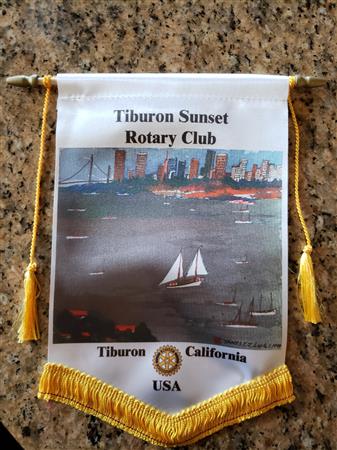 Tiburon Sunset
Rotary Club
Tiburon California
USA